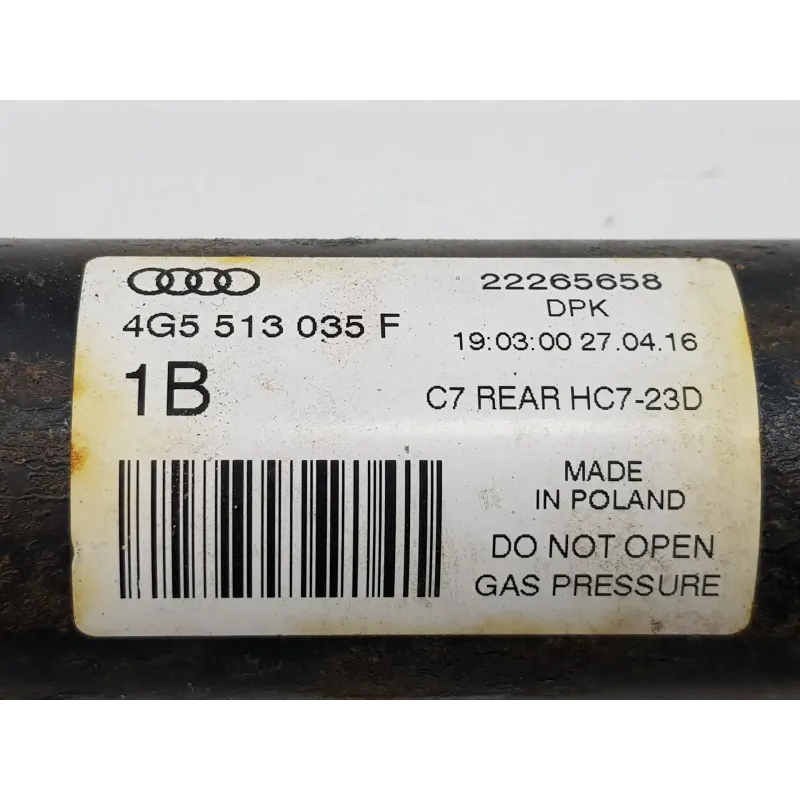 4G5 513 035 F
1B
22265658
DPK
19:03:00 27.04.16
C7 REAR HC7-23D
MADE
IN POLAND
DO NOT OPEN
GAS PRESSURE